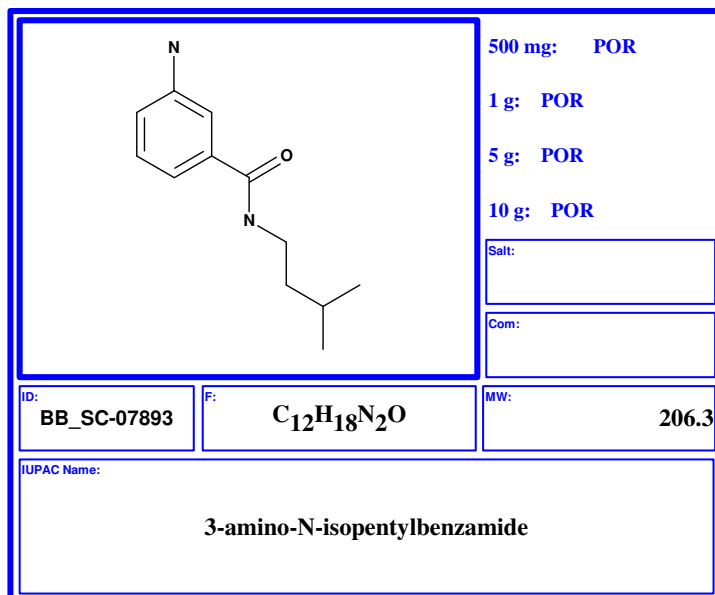 N
O
N
500 mg: POR
1 g: POR
5 g: POR
10 g: POR
Salt:
Com:
ID:
BB_SC-07893
F:
C12H18N2O
MW:
206.3
IUPAC Name:
3-amino-N-isopentylbenzamide